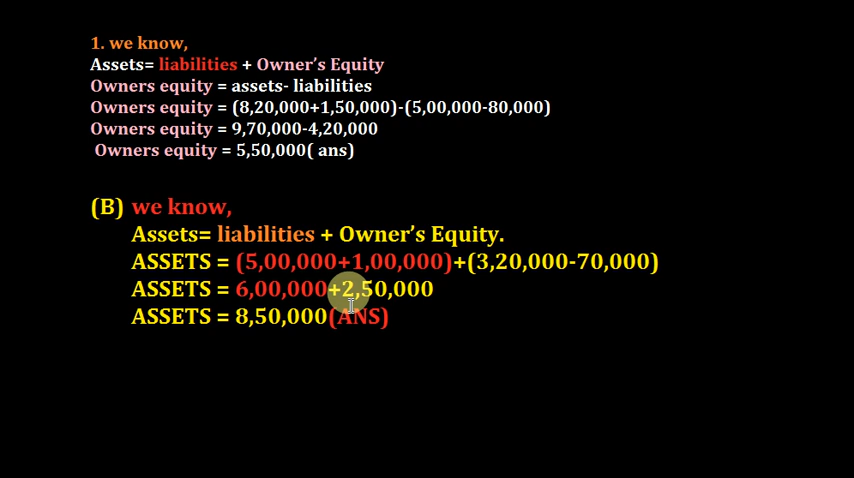 1. we know,
Assets= liabilities + Owner's Equity
Owners equity = assets- liabilities
Owners equity = (8,20,000+1,50,000)-(5,00,000-80,000)
Owners equity = 9,70,000-4,20,000
Owners equity = 5,50,000( ans)
(B) we know,
Assets= liabilities + Owner's Equity.
ASSETS = (5,00,000+1,00,000)+(3,20,000-70,000)
ASSETS = 6,00,000+2,50,000
ASSETS = 8,50,000(ANS)